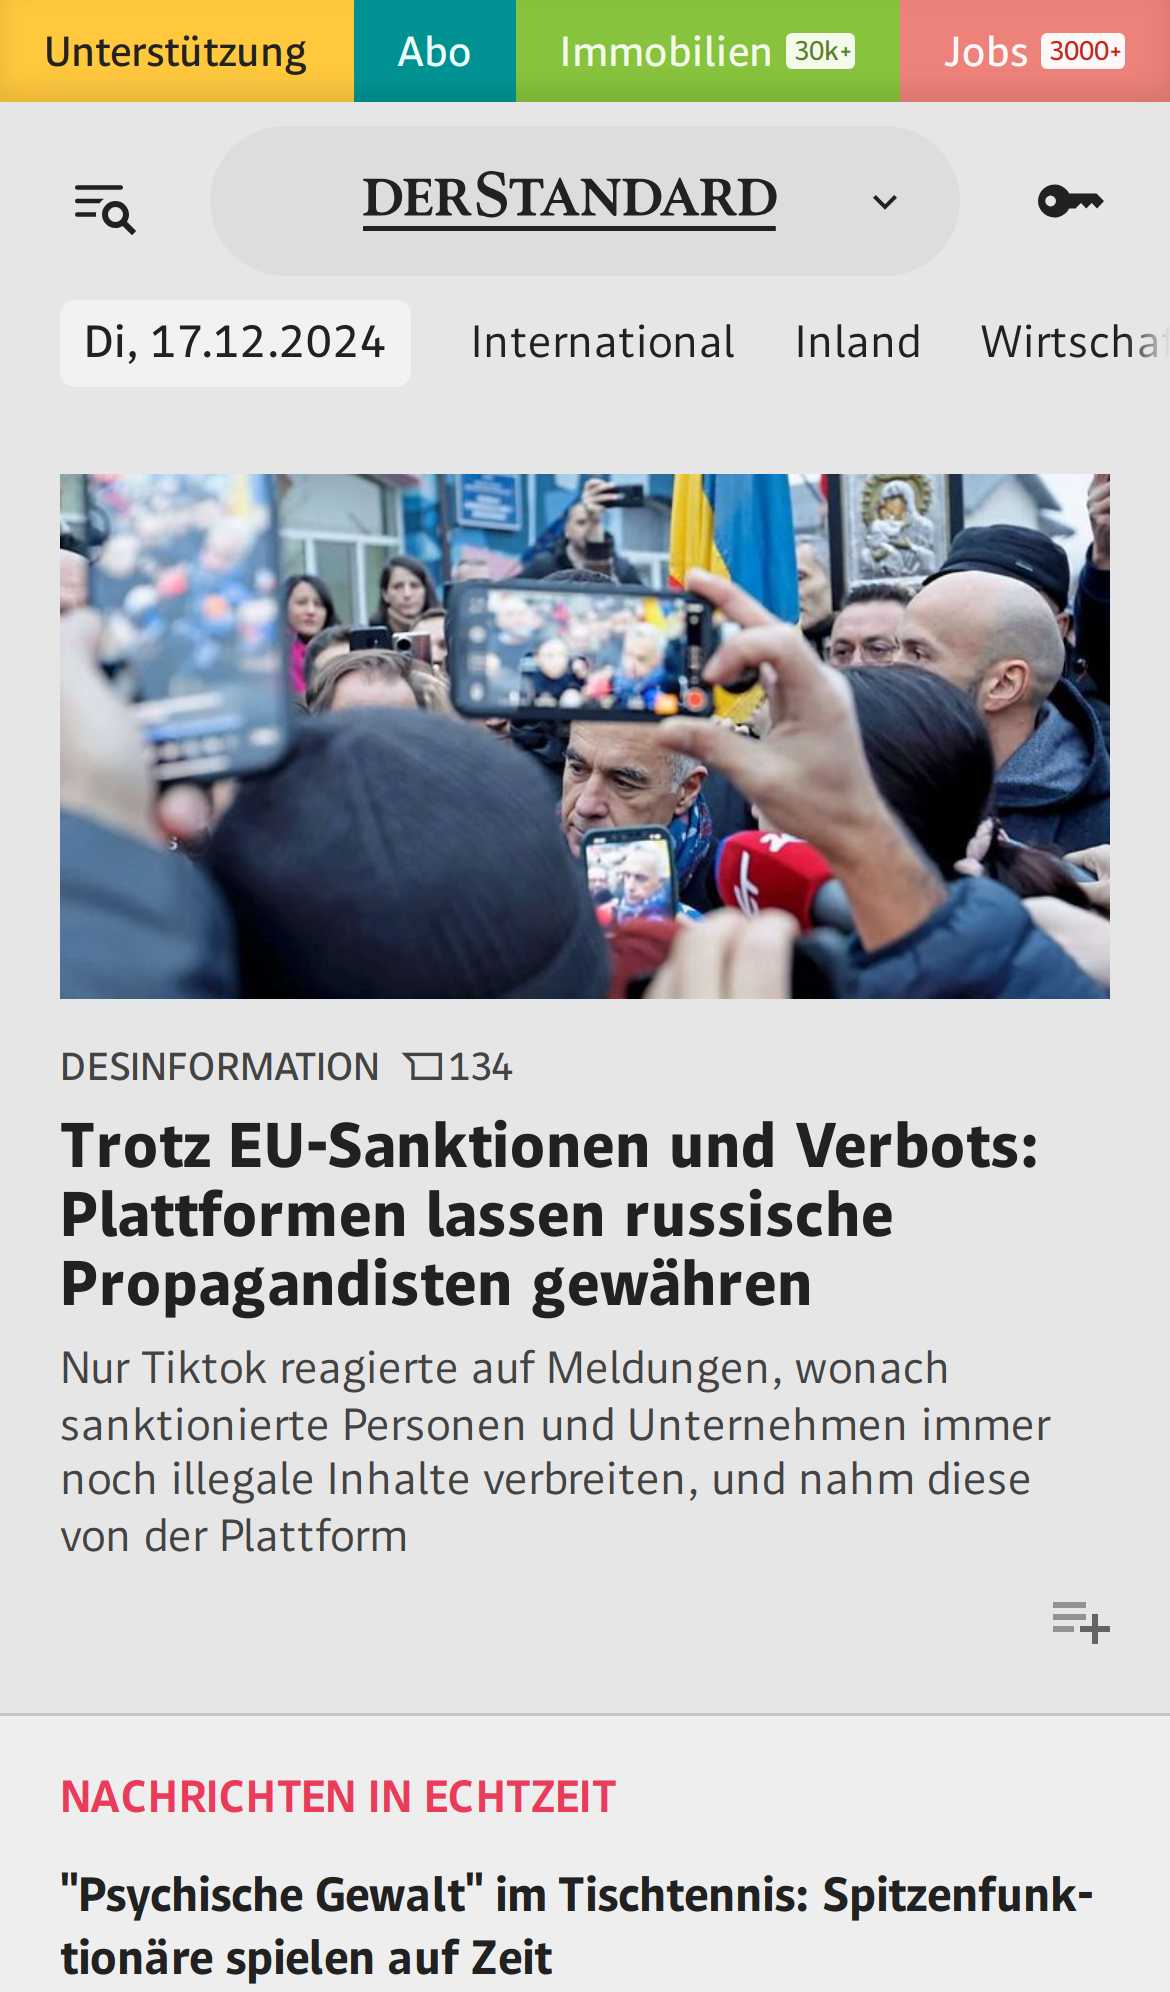 Unterstützung
Abo
Immobilien 30k+
Jobs 3000+
DERSTANDARD
Di, 17.12.2024
International
Inland
Wirtscha
DESINFORMATION 134
Trotz EU-Sanktionen und Verbots:
Plattformen lassen russische
Propagandisten gewähren
Nur Tiktok reagierte auf Meldungen, wonach
sanktionierte Personen und Unternehmen immer
noch illegale Inhalte verbreiten, und nahm diese
von der Plattform
NACHRICHTEN IN ECHTZEIT
"Psychische Gewalt" im Tischtennis: Spitzenfunk-
tionäre spielen auf Zeit